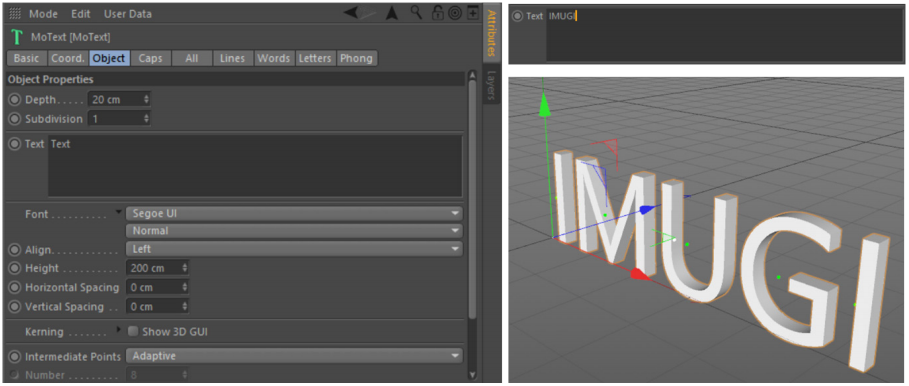 Mode Edit User Data
MoText [MoText]
Basic Coord. Object Caps All Lines Words Letters Phong
Object Properties
Depth..... 20 cm
Subdivision 1
Text Text
Font .......... Segoe UI
Normal
Align.......... Left
Height ......... 200 cm
Horizontal Spacing 0 cm
Vertical Spacing .. 0 cm
Kerning ....... Show 3D GUI
Intermediate Points Adaptive
Number ........ 8
Attributes
Layers
Text IMUGI
IMUGI